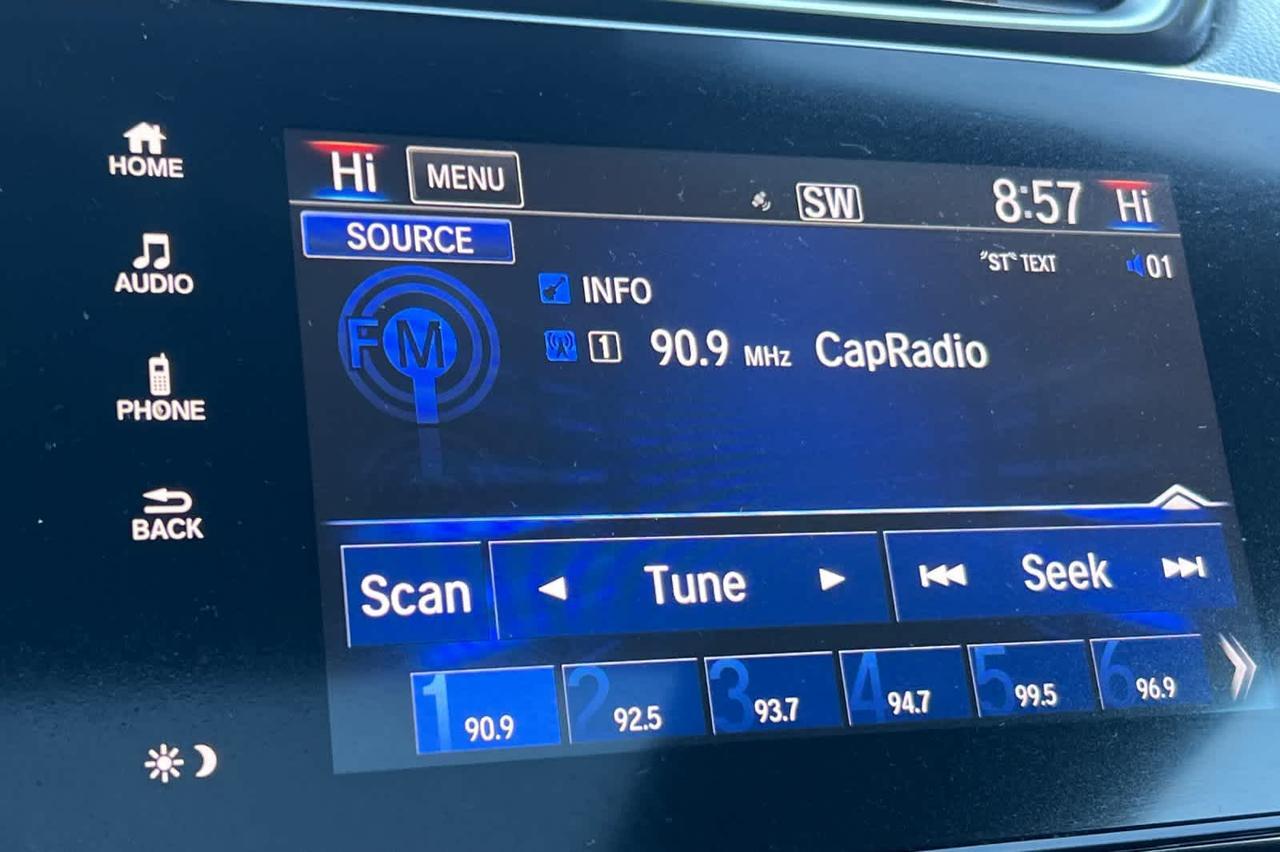 HOME
AUDIO
PHONE
BACK
Hi MENU SW 8:57 Hi
SOURCE
"ST" TEXT 01
FM
INFO
1 90.9 MHz CapRadio
Scan Tune Seek
1 90.9 2 92.5 3 93.7 4 94.7 5 99.5 6 96.9